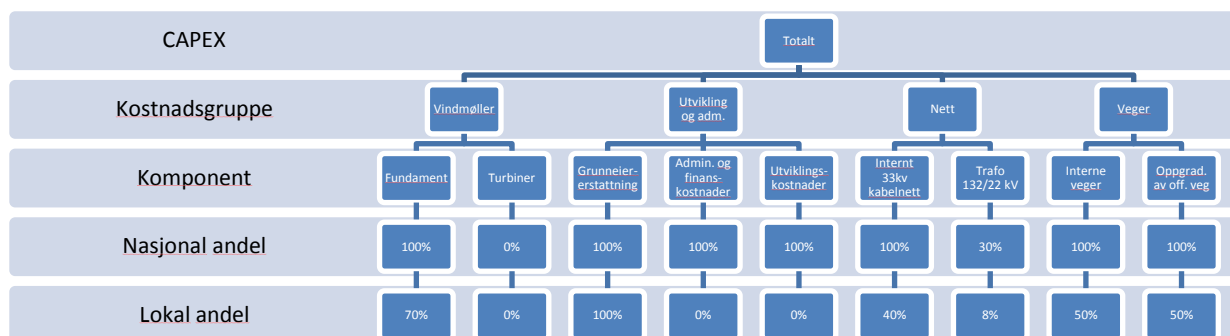 CAPEX
Totalt
Kostnadsgruppe
Vindmøller
Utvikling
og adm.
Nett
Veger
Komponent
Fundament
Turbiner
Grunneier-
erstattning
Admin. og
finans-
kostnader
Utviklings-
kostnader
Internt
33kv
kabelnett
Trafo
132/22 kV
Interne
veger
Oppgrad.
av off. veg
Nasjonal andel
100%
0%
100%
100%
100%
100%
30%
100%
100%
Lokal andel
70%
0%
100%
0%
0%
40%
8%
50%
50%